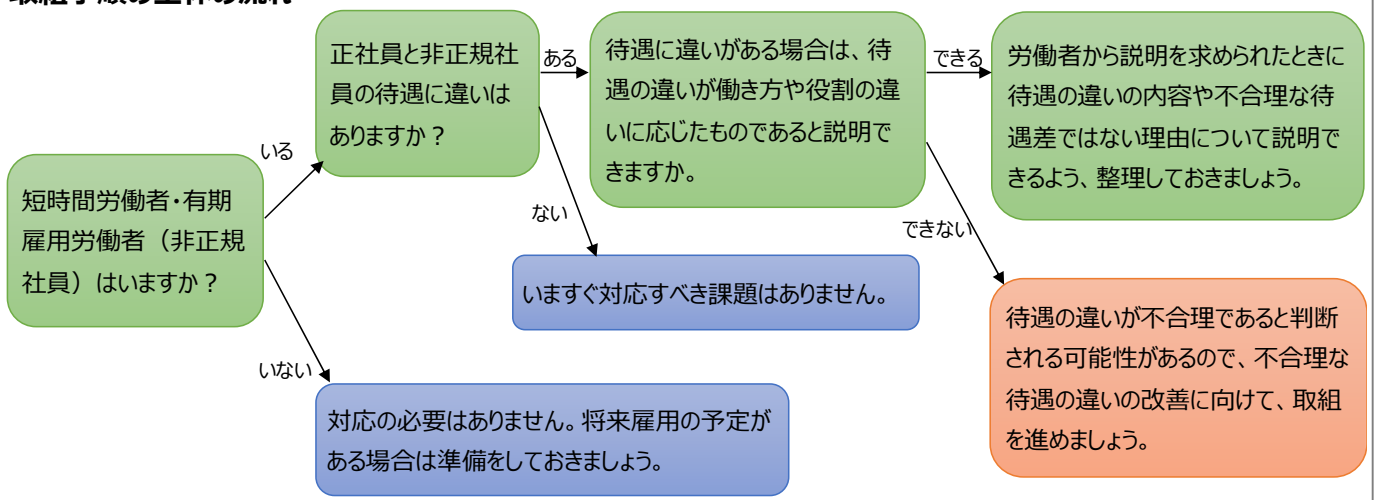 正社員と非正規社
員の待遇に違いは
ありますか？
ある
待遇に違いがある場合は、待
遇の違いが働き方や役割の違
いに応じたものであると説明で
きますか。
できる
労働者から説明を求められたときに
待遇の違いの内容や不合理な待
遇差ではない理由について説明で
きるよう、整理しておきましょう。
いる
短時間労働者・有期
雇用労働者（非正規
社員）はいますか？
ない
できない
いますぐ対応すべき課題はありません。
待遇の違いが不合理であると判断
される可能性があるので、不合理な
待遇の違いの改善に向けて、取組
を進めましょう。
いない
対応の必要はありません。将来雇用の予定が
ある場合は準備をしておきましょう。